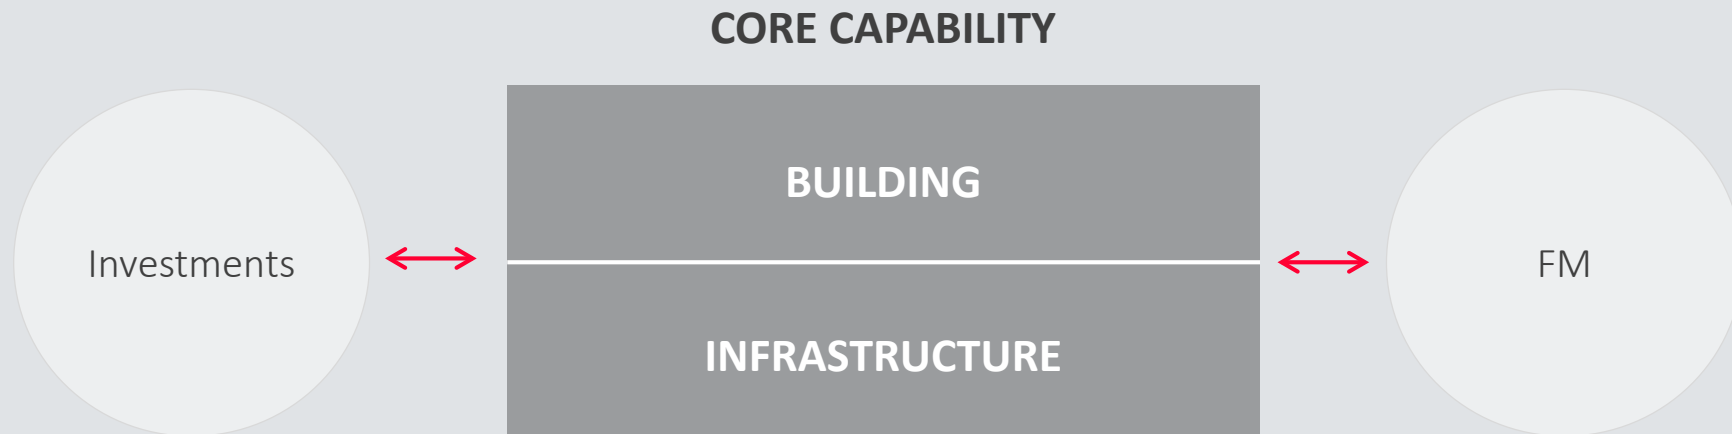 CORE CAPABILITY
BUILDING
Investments
FM
INFRASTRUCTURE